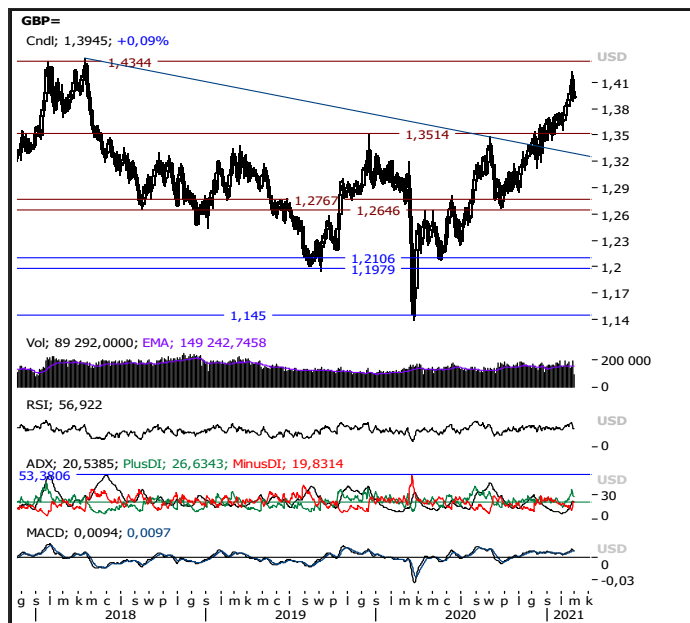 GBP=
Cndl; 1,3945; +0,09%
USD
1,4344
1,41
1,38
1,3514
1,35
1,32
1,29
1,2767
1,2646
1,26
1,23
1,2106
1,2
1,1979
1,17
1,145
1,14
Vol; 89 292,0000; EMA; 149 242,7458
200 000
0
RSI; 56,922
USD
0
ADX; 20,5385; PlusDI; 26,6343; MinusDI; 19,8314
53,3806
USD
30
0
MACD; 0,0094; 0,0097
USD
0
-0,03
g s l m k m c l s w p l g s l m k m c l s w p l g s l m k m c l s w p l g s l m k
2018 2019 2020 2021